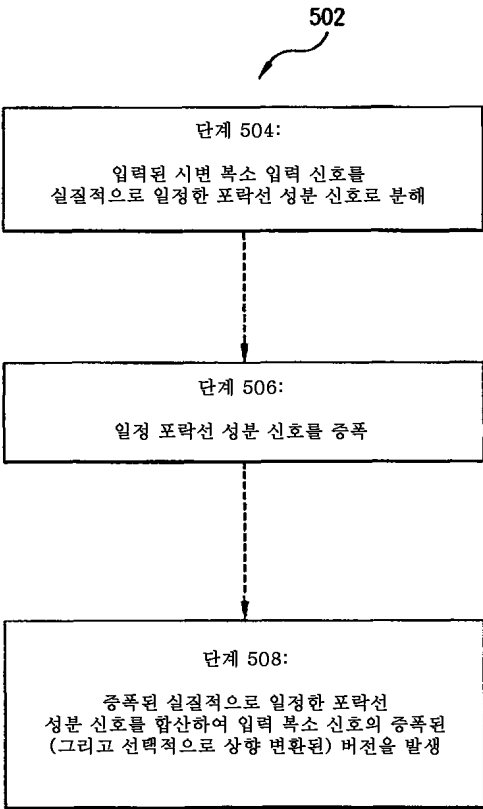 502
단계 504:
입력된 시변 복소 입력 신호를
실질적으로 일정한 포락선 성분 신호로 분해
단계 506:
일정 포락선 성분 신호를 증폭
단계 508:
증폭된 실질적으로 일정한 포락선
성분 신호를 합산하여 입력 복소 신호의 증폭된
(그리고 선택적으로 상향 변환된) 버전을 발생